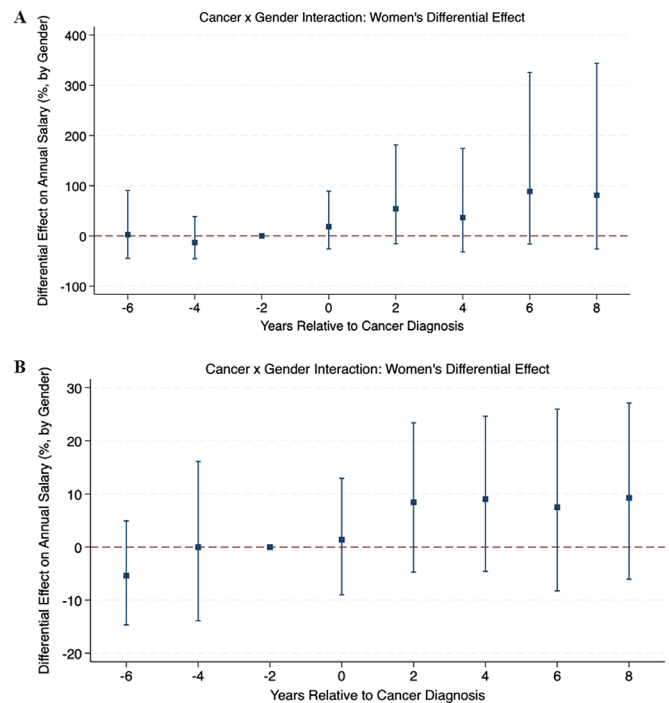 A
Cancer x Gender Interaction: Women's Differential Effect
Differential Effect on Annual Salary (%, by Gender)
400
300
200
100
0
-100
-6 -4 -2 0 2 4 6 8
Years Relative to Cancer Diagnosis
B
Cancer x Gender Interaction: Women's Differential Effect
Differential Effect on Annual Salary (%, by Gender)
30
20
10
0
-10
-20
-6 -4 -2 0 2 4 6 8
Years Relative to Cancer Diagnosis